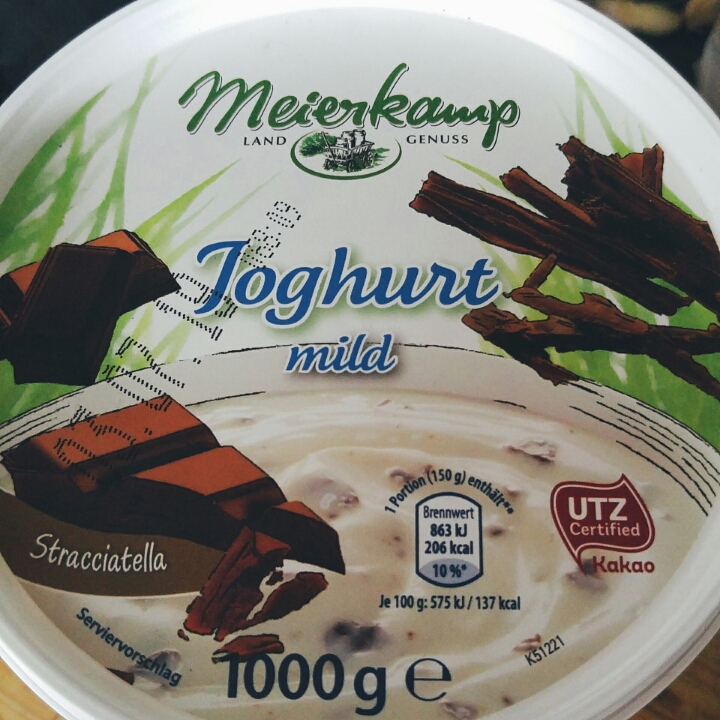 Meierkamp
LAND GENUSS
Joghurt
mild
1 Portion (150 g) enthält**
Brennwert
863 kJ
206 kcal
10 %*
Je 100 g: 575 kJ / 137 kcal
UTZ
Certified
Kakao
Stracciatella
Serviervorschlag
1000 g e
K51221